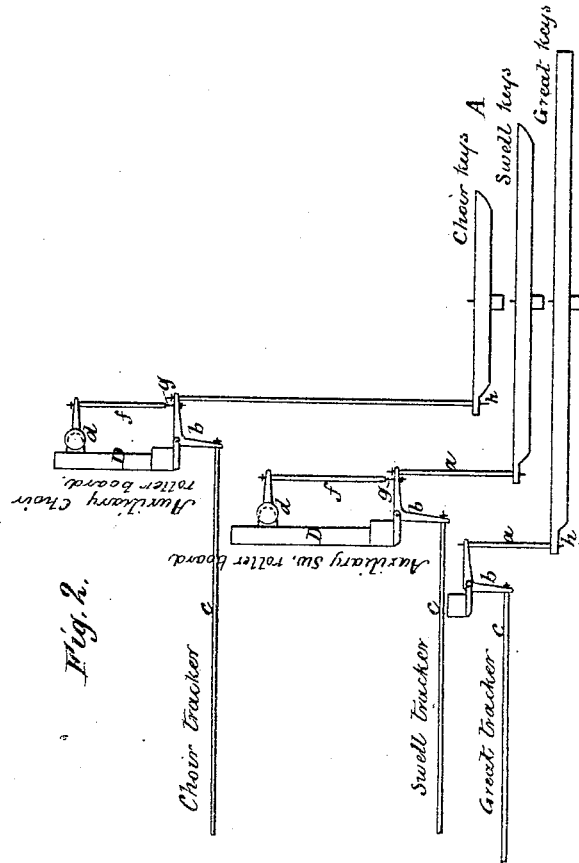 Fig. 2.
Choir keys
A
Swell keys
Great keys
g
f
d
b
D
Auxiliary Choir
roller board.
h
a
g
f
d
b
D
Auxiliary Sw. roller board.
a
h
b
c
Choir tracker
c
Swell tracker
c
Great tracker